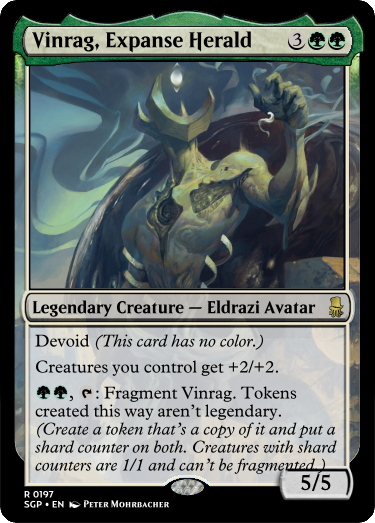 Vinrag, Expanse Herald 3
Legendary Creature — Eldrazi Avatar
Devoid (This card has no color.)
Creatures you control get +2/+2.
, : Fragment Vinrag. Tokens
created this way aren't legendary.
(Create a token that's a copy of it and put a
shard counter on both. Creatures with shard
counters are 1/1 and can't be fragmented.)
5/5
R 0197
SGP • EN Peter Mohrbacher